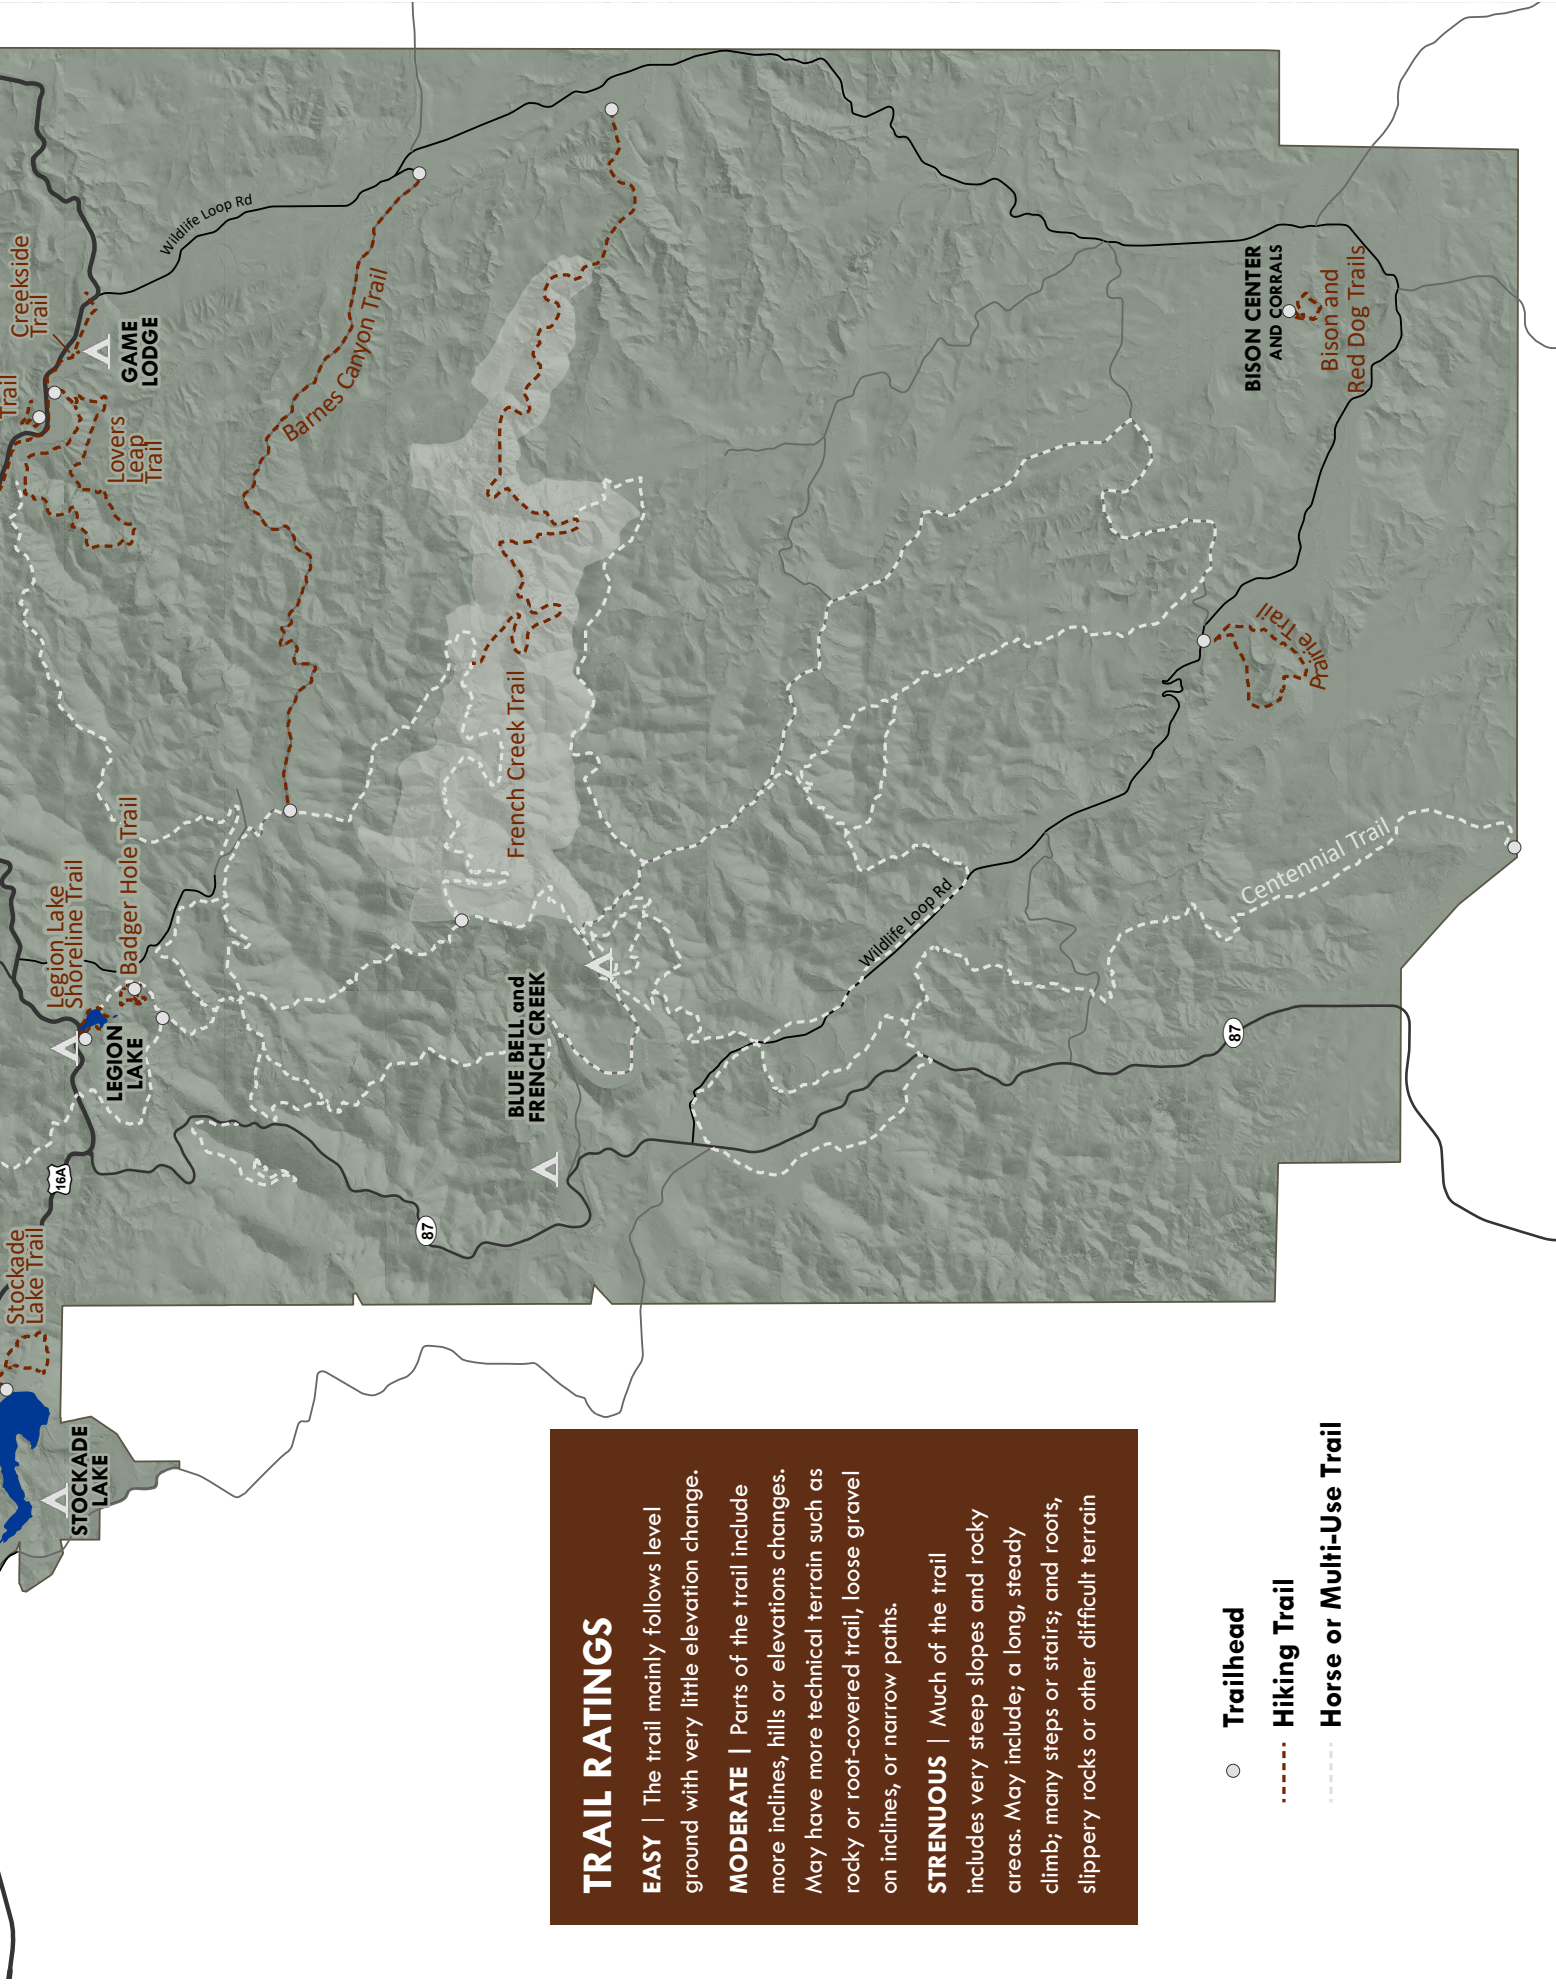 Stockade
Lake Trail
STOCKADE
LAKE
16A
Legion Lake
Shoreline Trail
LEGION
LAKE
Badger Hole Trail
Trail
Creekside
Trail
GAME
LODGE
Lovers
Leap
Trail
Wildlife Loop Rd
Barnes Canyon Trail
87
French Creek Trail
BLUE BELL and
FRENCH CREEK
Wildlife Loop Rd
87
Centennial Trail
Prairie Trail
BISON CENTER
AND CORRALS
Bison and
Red Dog Trails
TRAIL RATINGS
EASY | The trail mainly follows level
ground with very little elevation change.
MODERATE | Parts of the trail include
more inclines, hills or elevations changes.
May have more technical terrain such as
rocky or root-covered trail, loose gravel
on inclines, or narrow paths.
STRENUOUS | Much of the trail
includes very steep slopes and rocky
areas. May include; a long, steady
climb; many steps or stairs; and roots,
slippery rocks or other difficult terrain
Trailhead
Hiking Trail
Horse or Multi-Use Trail